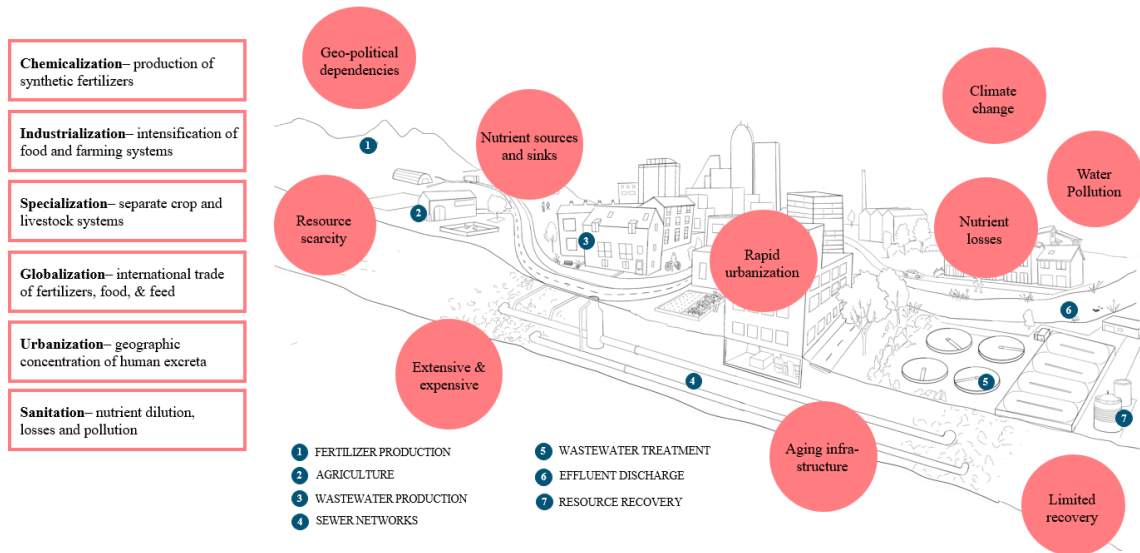 Chemicalization– production of
synthetic fertilizers
Industrialization– intensification of
food and farming systems
Specialization– separate crop and
livestock systems
Globalization– international trade
of fertilizers, food, & feed
Urbanization– geographic
concentration of human excreta
Sanitation– nutrient dilution,
losses and pollution
Geo-political
dependencies
Nutrient sources
and sinks
Climate
change
Water
Pollution
Resource
scarcity
Nutrient
losses
Rapid
urbanization
Extensive &
expensive
Aging infra-
structure
Limited
recovery
1
2
3
4
5
6
7
1 FERTILIZER PRODUCTION
2 AGRICULTURE
3 WASTEWATER PRODUCTION
4 SEWER NETWORKS
5 WASTEWATER TREATMENT
6 EFFLUENT DISCHARGE
7 RESOURCE RECOVERY